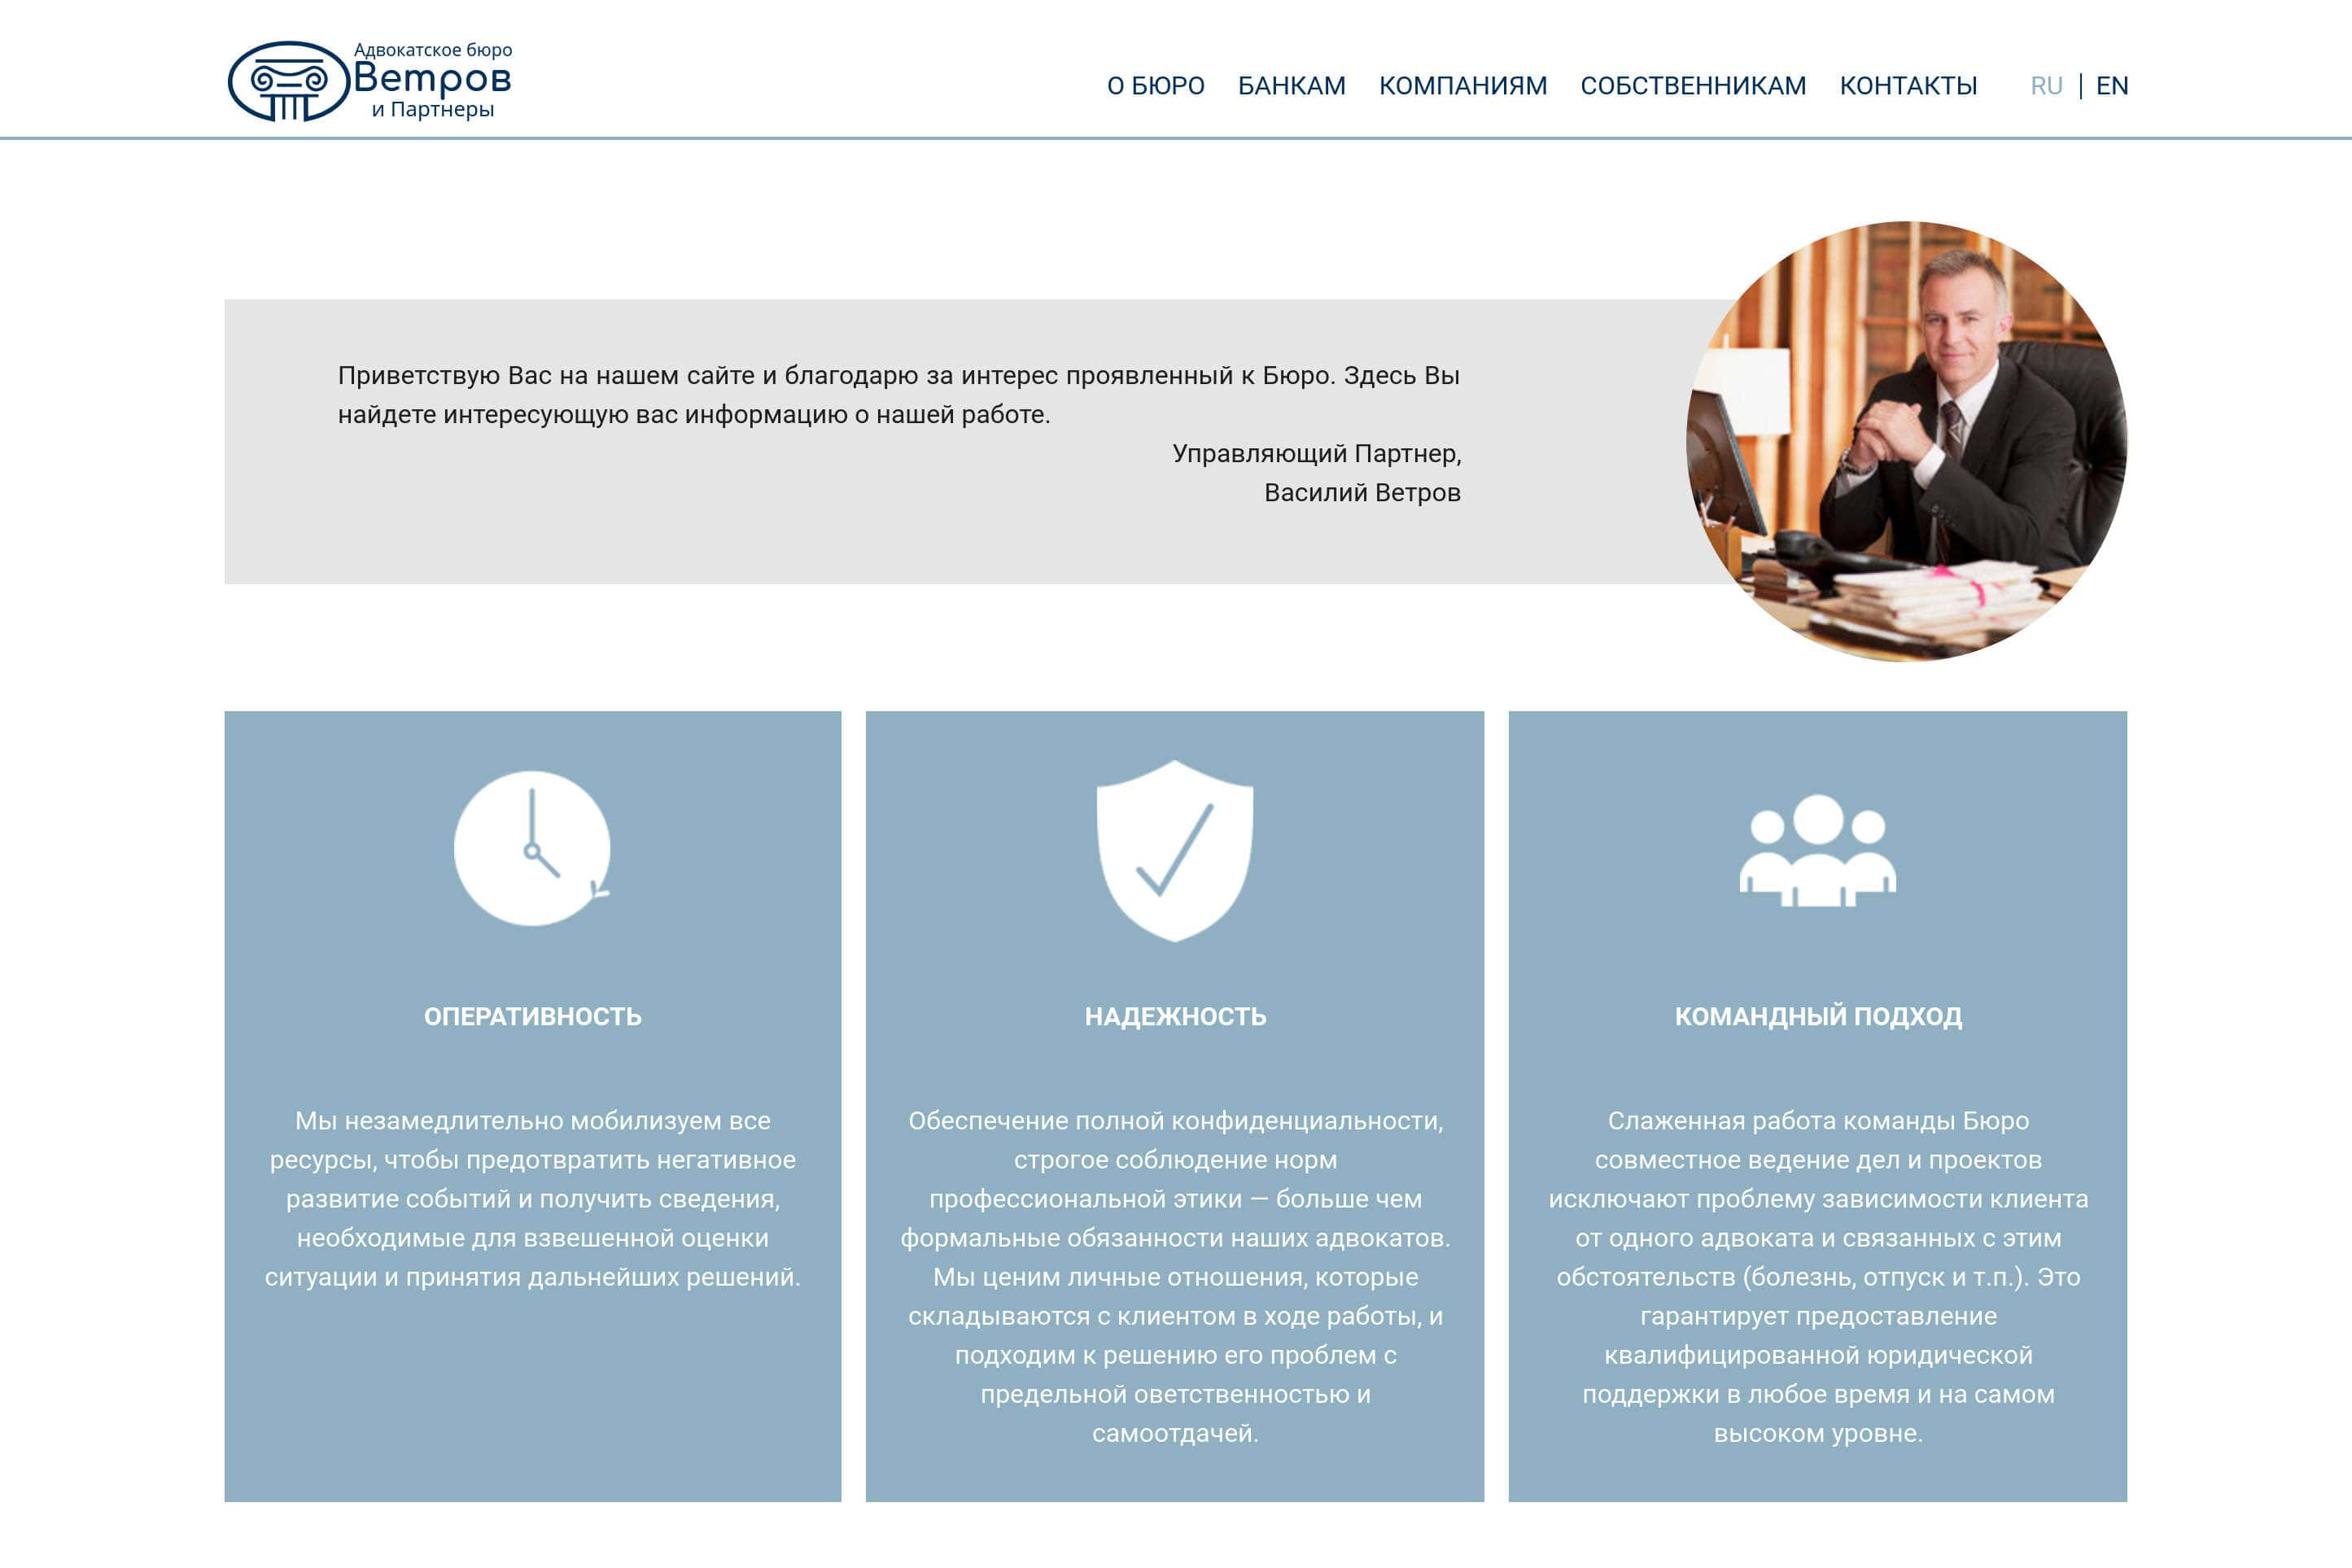 Адвокатское бюро
Ветров
и Партнеры
О БЮРО БАНКАМ КОМПАНИЯМ СОБСТВЕННИКАМ КОНТАКТЫ RU | EN
Приветствую Вас на нашем сайте и благодарю за интерес проявленный к Бюро. Здесь Вы
найдете интересующую вас информацию о нашей работе.
Управляющий Партнер,
Василий Ветров
ОПЕРАТИВНОСТЬ
Мы незамедлительно мобилизуем все
ресурсы, чтобы предотвратить негативное
развитие событий и получить сведения,
необходимые для взвешенной оценки
ситуации и принятия дальнейших решений.
НАДЕЖНОСТЬ
Обеспечение полной конфиденциальности,
строгое соблюдение норм
профессиональной этики — больше чем
формальные обязанности наших адвокатов.
Мы ценим личные отношения, которые
складываются с клиентом в ходе работы, и
подходим к решению его проблем с
предельной оветственностью и
самоотдачей.
КОМАНДНЫЙ ПОДХОД
Слаженная работа команды Бюро
совместное ведение дел и проектов
исключают проблему зависимости клиента
от одного адвоката и связанных с этим
обстоятельств (болезнь, отпуск и т.п.). Это
гарантирует предоставление
квалифицированной юридической
поддержки в любое время и на самом
высоком уровне.